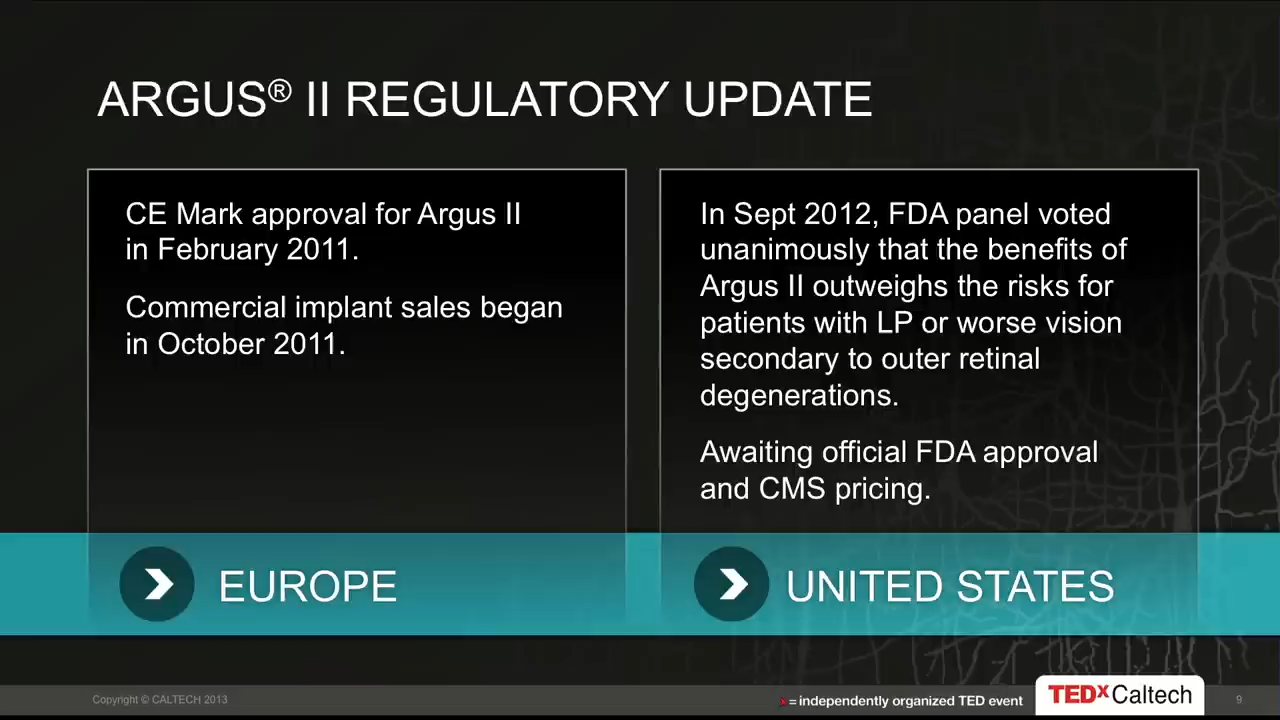 ARGUS® II REGULATORY UPDATE
CE Mark approval for Argus II
in February 2011.
Commercial implant sales began
in October 2011.
EUROPE
In Sept 2012, FDA panel voted
unanimously that the benefits of
Argus II outweighs the risks for
patients with LP or worse vision
secondary to outer retinal
degenerations.
Awaiting official FDA approval
and CMS pricing.
UNITED STATES
Copyright © CALTECH 2013
x = independently organized TED event
TEDxCaltech
9